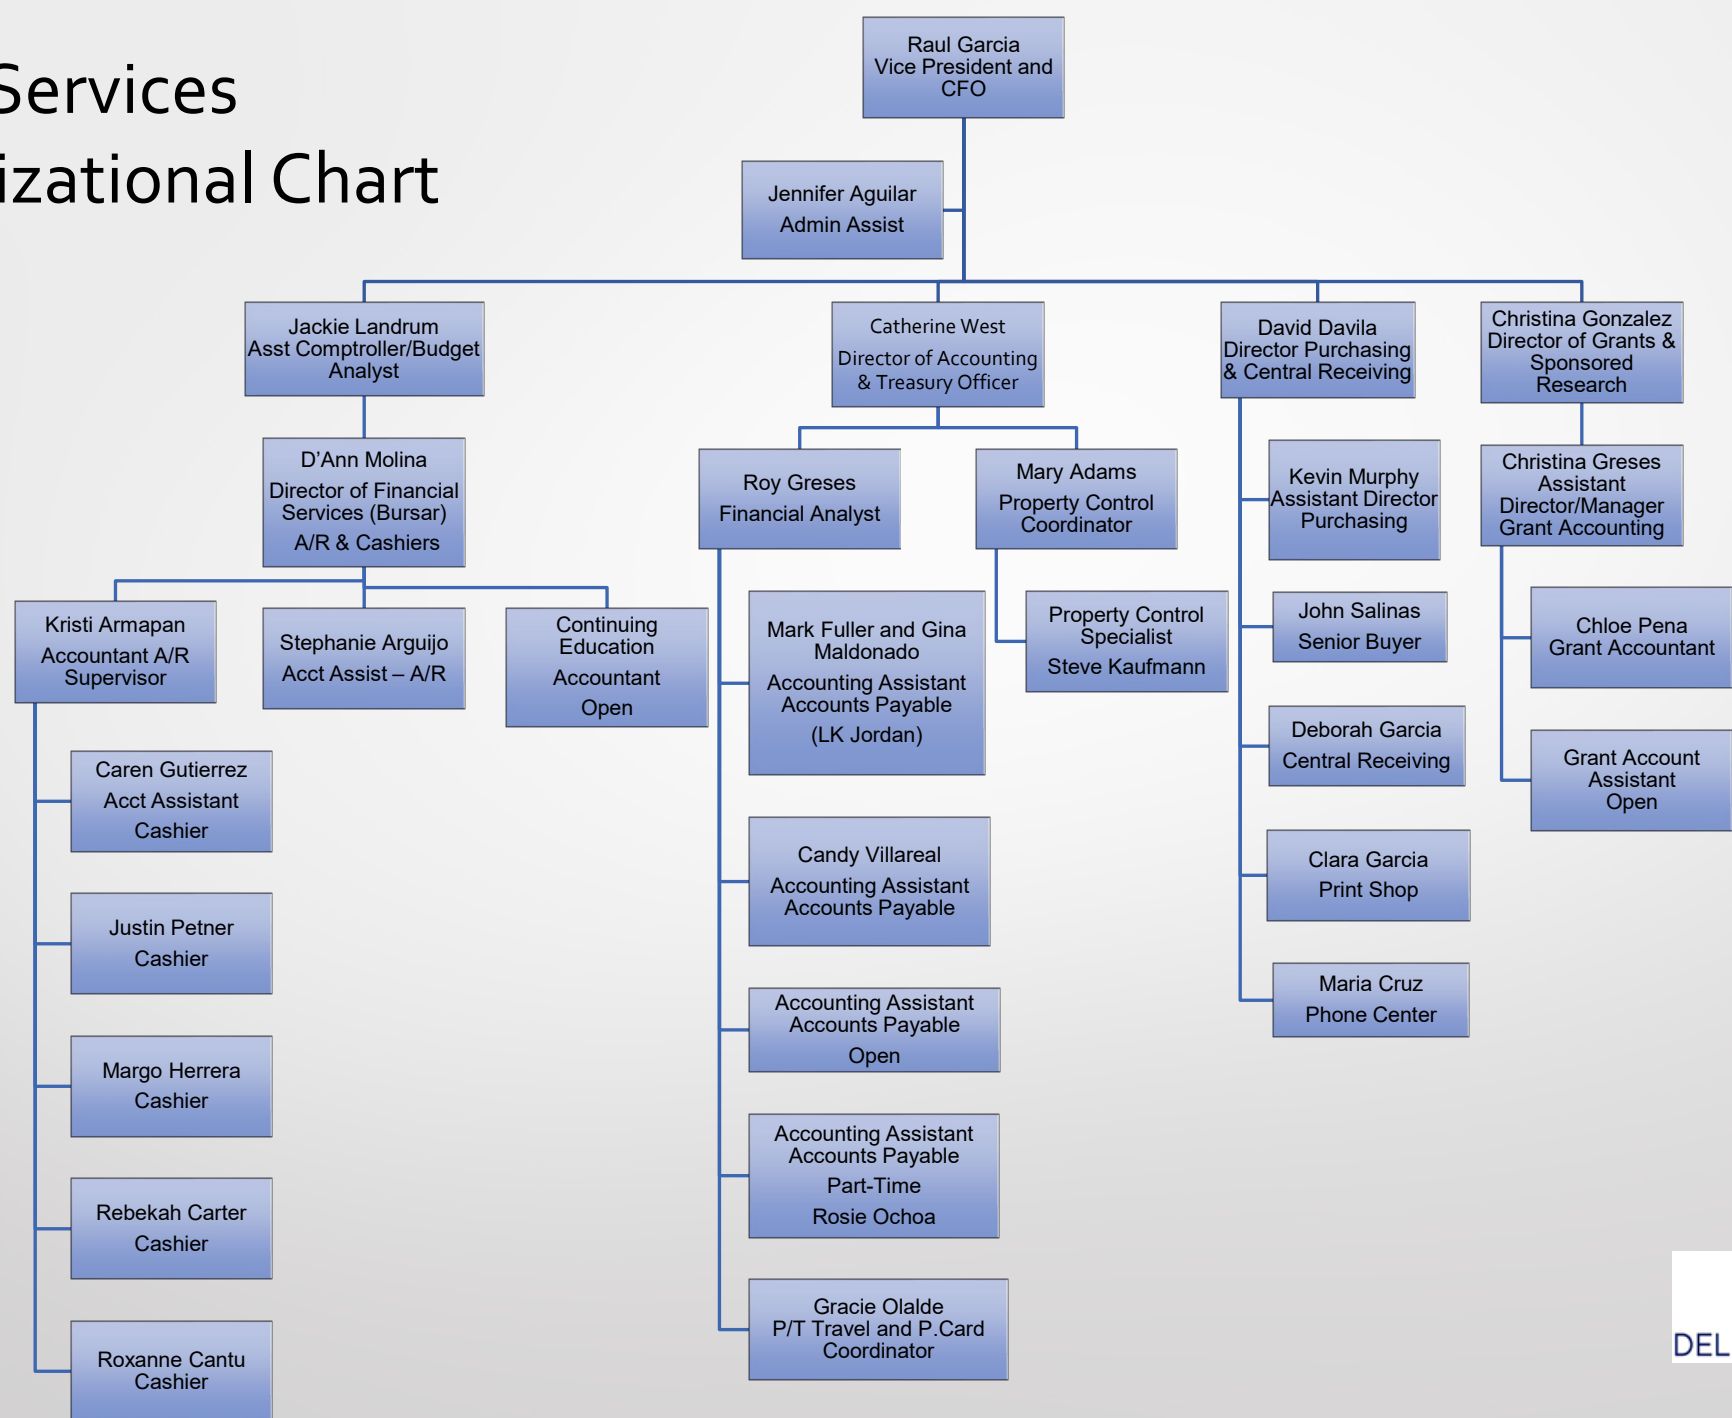 Services
izational Chart
Raul Garcia
Vice President and
CFO
Jennifer Aguilar
Admin Assist
Jackie Landrum
Asst Comptroller/Budget
Analyst
D’Ann Molina
Director of Financial
Services (Bursar)
A/R & Cashiers
Kristi Armapan
Accountant A/R
Supervisor
Caren Gutierrez
Acct Assistant
Cashier
Justin Petner
Cashier
Margo Herrera
Cashier
Rebekah Carter
Cashier
Roxanne Cantu
Cashier
Stephanie Arguijo
Acct Assist – A/R
Continuing
Education
Accountant
Open
Catherine West
Director of Accounting
& Treasury Officer
Roy Greses
Financial Analyst
Mark Fuller and Gina
Maldonado
Accounting Assistant
Accounts Payable
(LK Jordan)
Candy Villareal
Accounting Assistant
Accounts Payable
Accounting Assistant
Accounts Payable
Open
Accounting Assistant
Accounts Payable
Part-Time
Rosie Ochoa
Gracie Olalde
P/T Travel and P.Card
Coordinator
Mary Adams
Property Control
Coordinator
Property Control
Specialist
Steve Kaufmann
David Davila
Director Purchasing
& Central Receiving
Kevin Murphy
Assistant Director
Purchasing
John Salinas
Senior Buyer
Deborah Garcia
Central Receiving
Clara Garcia
Print Shop
Maria Cruz
Phone Center
Christina Gonzalez
Director of Grants &
Sponsored
Research
Christina Greses
Assistant
Director/Manager
Grant Accounting
Chloe Pena
Grant Accountant
Grant Account
Assistant
Open
DEL